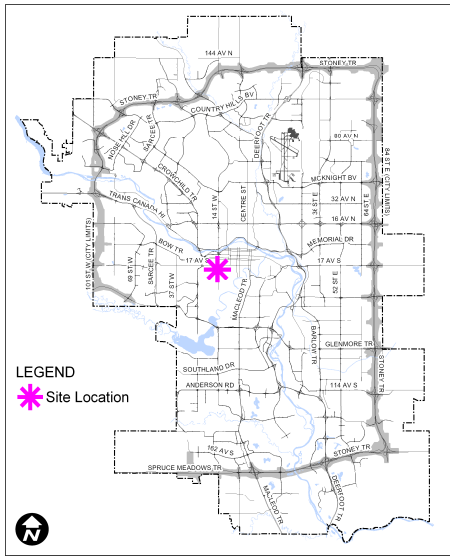 144 AV N
STONEY TR
STONEY TR
COUNTRY HILLS BV
NOSE HILL DR
SARCEE TR
DEERFOOT TR
80 AV N
CROWCHILD TR
MCKNIGHT BV
84 ST E (CITY LIMITS)
14 ST W
CENTRE ST
36 ST E
32 AV N
64 ST E
TRANS CANADA HI
16 AV N
BOW TR
MEMORIAL DR
17 AV S
17 AV S
101 ST W (CITY LIMITS)
69 ST W
SARCEE TR
37 ST W
MACLEOD TR
52 ST E
BARLOW TR
GLENMORE TR
SOUTHLAND DR
STONEY TR
ANDERSON RD
114 AV S
LEGEND
Site Location
162 AV S
STONEY TR
SPRUCE MEADOWS TR
MACLEOD TR
DEERFOOT TR
N